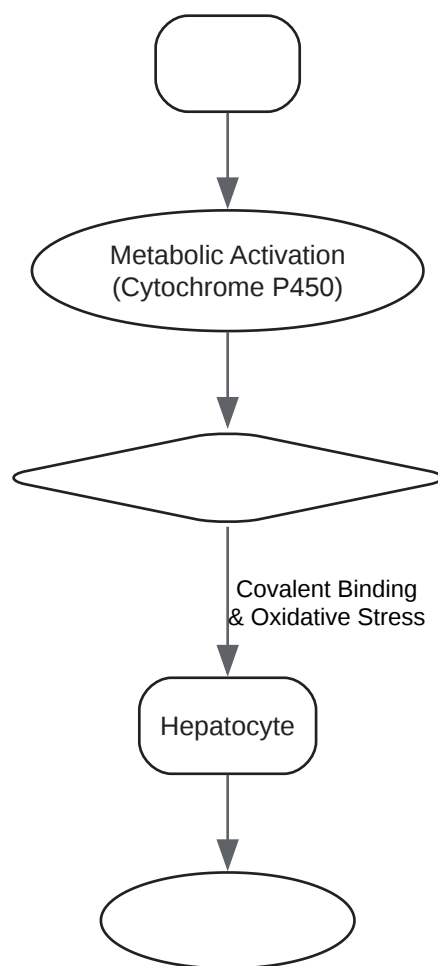 Metabolic Activation
(Cytochrome P450)
Covalent Binding
& Oxidative Stress
Hepatocyte